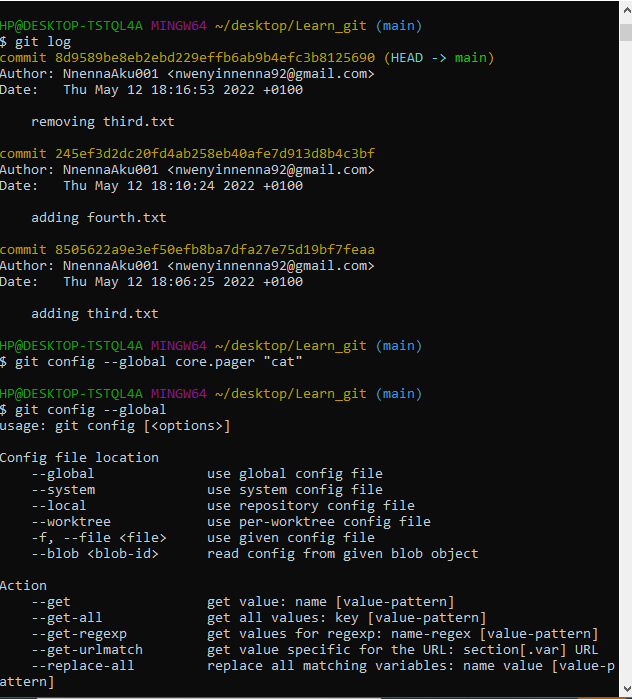 HP@DESKTOP-TSTQL4A MINGW64 ~/desktop/Learn_git (main)
$ git log
commit 8d9589be8eb2ebd229effb6ab9b4efc3b8125690 (HEAD -> main)
Author: NnennaAku001 <nwenyinnenna92@gmail.com>
Date:   Thu May 12 18:16:53 2022 +0100

    removing third.txt

commit 245ef3d2dc20fd4ab258eb40afe7d913d8b4c3bf
Author: NnennaAku001 <nwenyinnenna92@gmail.com>
Date:   Thu May 12 18:10:24 2022 +0100

    adding fourth.txt

commit 8505622a9e3ef50efb8ba7dfa27e75d19bf7feaa
Author: NnennaAku001 <nwenyinnenna92@gmail.com>
Date:   Thu May 12 18:06:25 2022 +0100

    adding third.txt

HP@DESKTOP-TSTQL4A MINGW64 ~/desktop/Learn_git (main)
$ git config --global core.pager "cat"

HP@DESKTOP-TSTQL4A MINGW64 ~/desktop/Learn_git (main)
$ git config --global
usage: git config [<options>]

Config file location
    --global              use global config file
    --system              use system config file
    --local               use repository config file
    --worktree            use per-worktree config file
    -f, --file <file>     use given config file
    --blob <blob-id>      read config from given blob object

Action
    --get                 get value: name [value-pattern]
    --get-all             get all values: key [value-pattern]
    --get-regexp          get values for regexp: name-regex [value-pattern]
    --get-urlmatch        get value specific for the URL: section[.var] URL
    --replace-all         replace all matching variables: name value [value-p
attern]